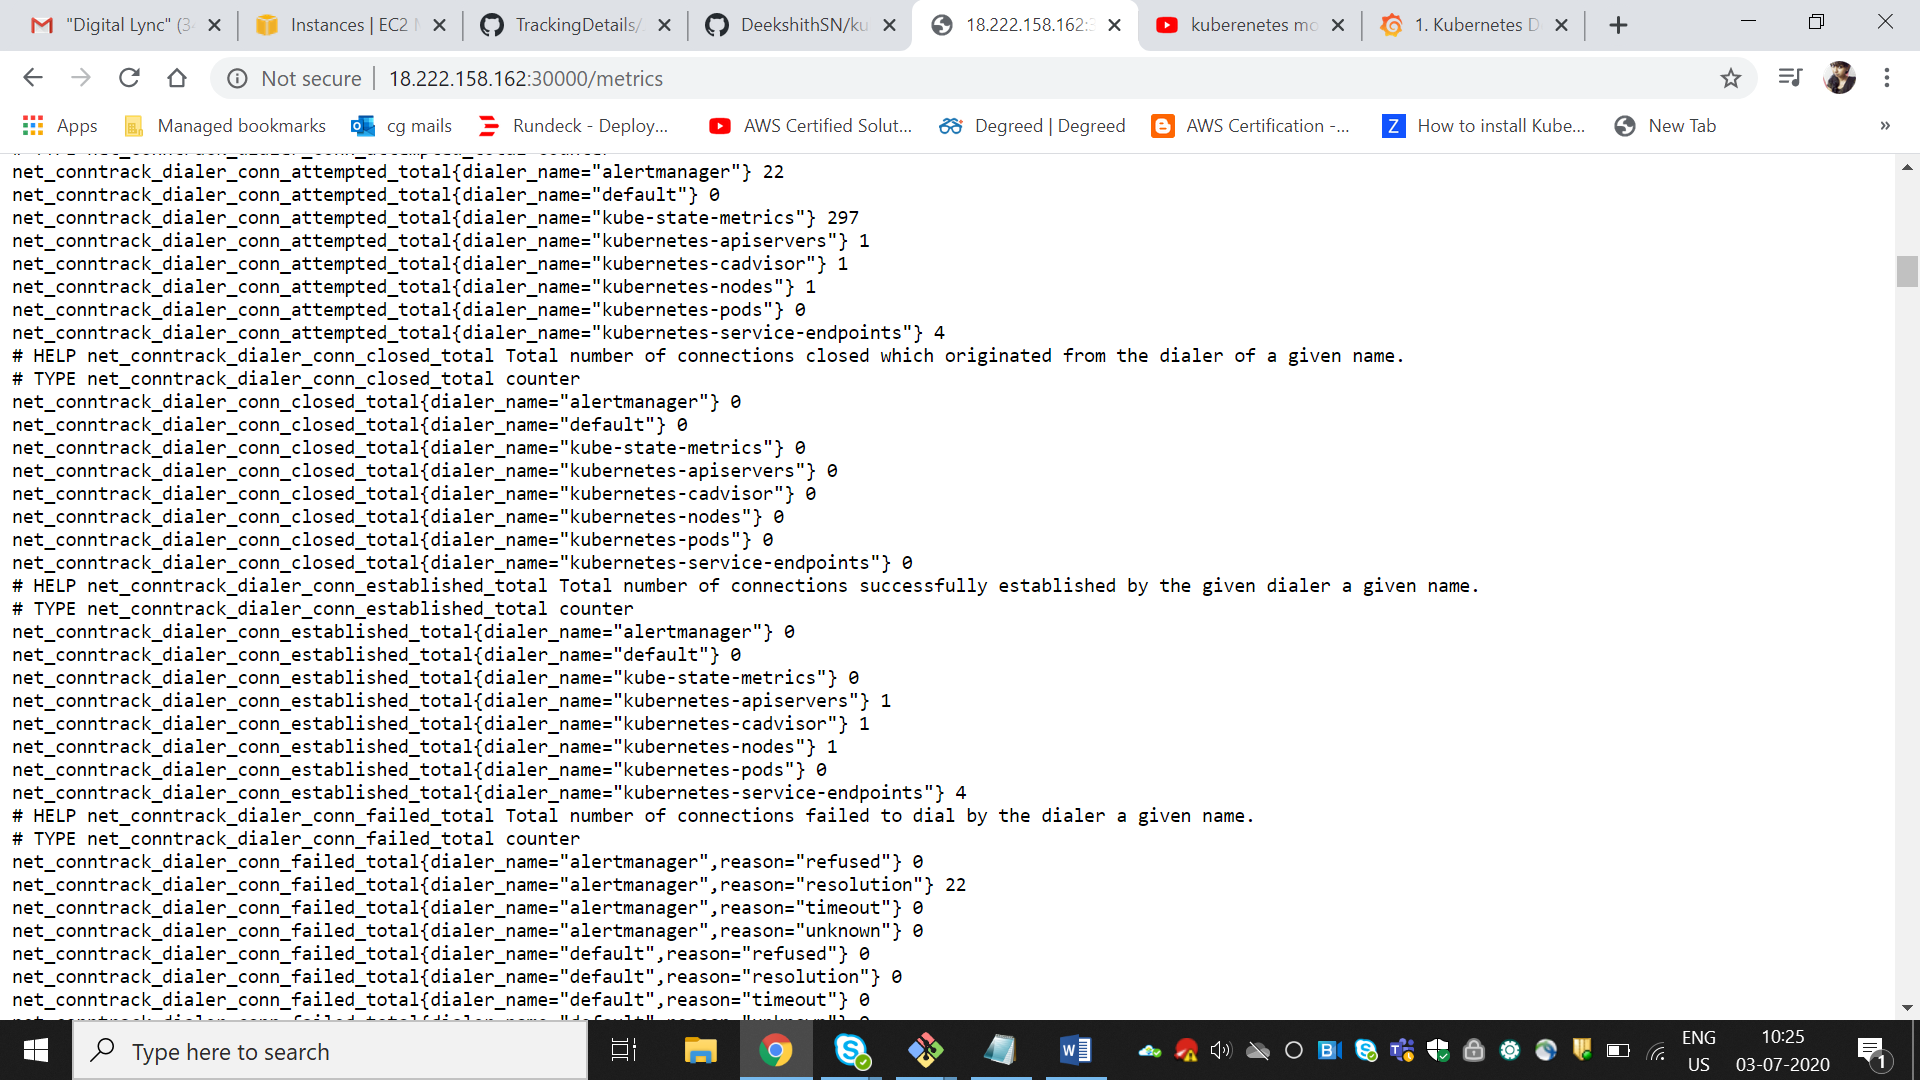 "Digital Lync" (34
Instances | EC2 M
TrackingDetails/
DeekshithSN/ku
18.222.158.162:3
kuberenetes mo
1. Kubernetes D
Not secure | 18.222.158.162:30000/metrics
Apps
Managed bookmarks
cg mails
Rundeck - Deploy...
AWS Certified Solut...
Degreed | Degreed
AWS Certification -...
Z How to install Kube...
New Tab
»
# TYPE net_conntrack_dialer_conn_attempted_total counter
net_conntrack_dialer_conn_attempted_total{dialer_name="alertmanager"} 22
net_conntrack_dialer_conn_attempted_total{dialer_name="default"} 0
net_conntrack_dialer_conn_attempted_total{dialer_name="kube-state-metrics"} 297
net_conntrack_dialer_conn_attempted_total{dialer_name="kubernetes-apiservers"} 1
net_conntrack_dialer_conn_attempted_total{dialer_name="kubernetes-cadvisor"} 1
net_conntrack_dialer_conn_attempted_total{dialer_name="kubernetes-nodes"} 1
net_conntrack_dialer_conn_attempted_total{dialer_name="kubernetes-pods"} 0
net_conntrack_dialer_conn_attempted_total{dialer_name="kubernetes-service-endpoints"} 4
# HELP net_conntrack_dialer_conn_closed_total Total number of connections closed which originated from the dialer of a given name.
# TYPE net_conntrack_dialer_conn_closed_total counter
net_conntrack_dialer_conn_closed_total{dialer_name="alertmanager"} 0
net_conntrack_dialer_conn_closed_total{dialer_name="default"} 0
net_conntrack_dialer_conn_closed_total{dialer_name="kube-state-metrics"} 0
net_conntrack_dialer_conn_closed_total{dialer_name="kubernetes-apiservers"} 0
net_conntrack_dialer_conn_closed_total{dialer_name="kubernetes-cadvisor"} 0
net_conntrack_dialer_conn_closed_total{dialer_name="kubernetes-nodes"} 0
net_conntrack_dialer_conn_closed_total{dialer_name="kubernetes-pods"} 0
net_conntrack_dialer_conn_closed_total{dialer_name="kubernetes-service-endpoints"} 0
# HELP net_conntrack_dialer_conn_established_total Total number of connections successfully established by the given dialer a given name.
# TYPE net_conntrack_dialer_conn_established_total counter
net_conntrack_dialer_conn_established_total{dialer_name="alertmanager"} 0
net_conntrack_dialer_conn_established_total{dialer_name="default"} 0
net_conntrack_dialer_conn_established_total{dialer_name="kube-state-metrics"} 0
net_conntrack_dialer_conn_established_total{dialer_name="kubernetes-apiservers"} 1
net_conntrack_dialer_conn_established_total{dialer_name="kubernetes-cadvisor"} 1
net_conntrack_dialer_conn_established_total{dialer_name="kubernetes-nodes"} 1
net_conntrack_dialer_conn_established_total{dialer_name="kubernetes-pods"} 0
net_conntrack_dialer_conn_established_total{dialer_name="kubernetes-service-endpoints"} 4
# HELP net_conntrack_dialer_conn_failed_total Total number of connections failed to dial by the dialer a given name.
# TYPE net_conntrack_dialer_conn_failed_total counter
net_conntrack_dialer_conn_failed_total{dialer_name="alertmanager",reason="refused"} 0
net_conntrack_dialer_conn_failed_total{dialer_name="alertmanager",reason="resolution"} 22
net_conntrack_dialer_conn_failed_total{dialer_name="alertmanager",reason="timeout"} 0
net_conntrack_dialer_conn_failed_total{dialer_name="alertmanager",reason="unknown"} 0
net_conntrack_dialer_conn_failed_total{dialer_name="default",reason="refused"} 0
net_conntrack_dialer_conn_failed_total{dialer_name="default",reason="resolution"} 0
net_conntrack_dialer_conn_failed_total{dialer_name="default",reason="timeout"} 0
Type here to search
ENG
US
10:25
03-07-2020
1